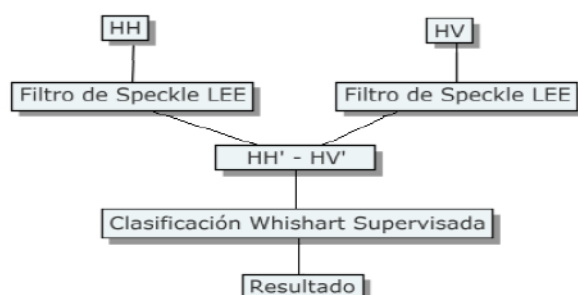 HH
HV
Filtro de Speckle LEE
Filtro de Speckle LEE
HH' - HV'
Clasificación Whishart Supervisada
Resultado